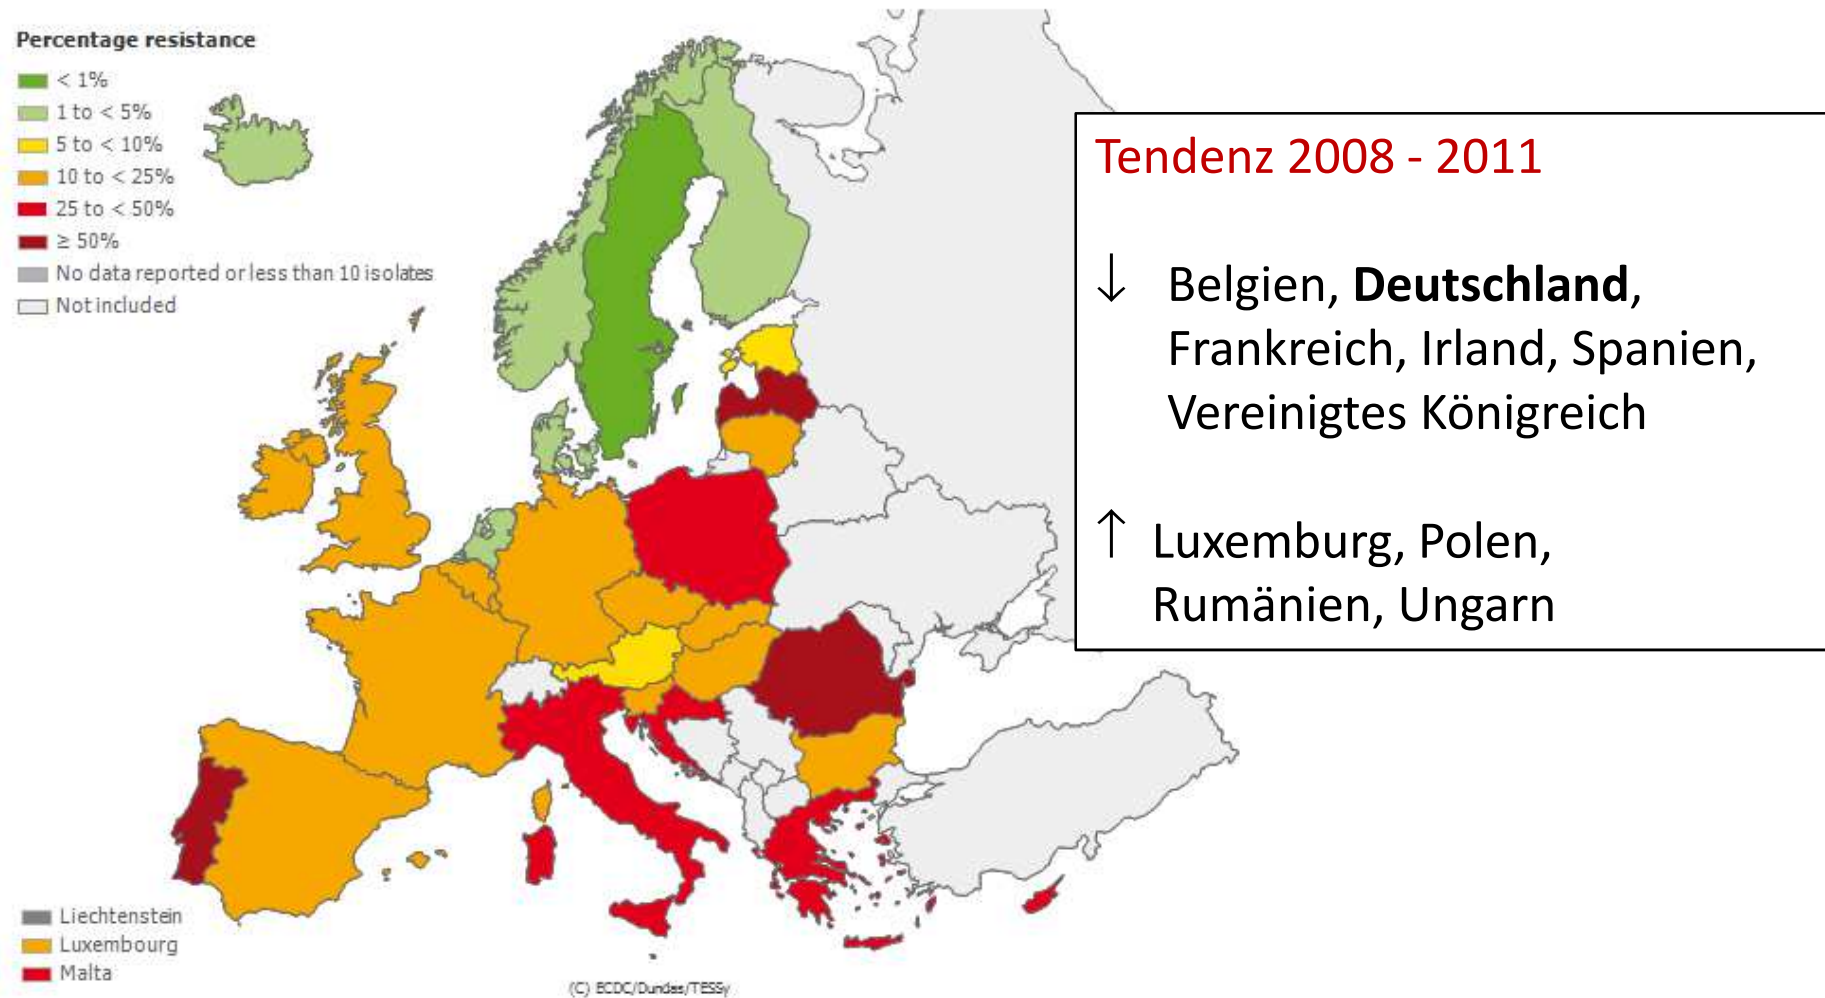 Percentage resistance
< 1%
1 to < 5%
5 to < 10%
10 to < 25%
25 to < 50%
≥ 50%
No data reported or less than 10 isolates
Not included
Tendenz 2008 - 2011
↓ Belgien, Deutschland,
Frankreich, Irland, Spanien,
Vereinigtes Königreich
↑ Luxemburg, Polen,
Rumänien, Ungarn
Liechtenstein
Luxembourg
Malta
(C) ECDC/Dundas/TESSy